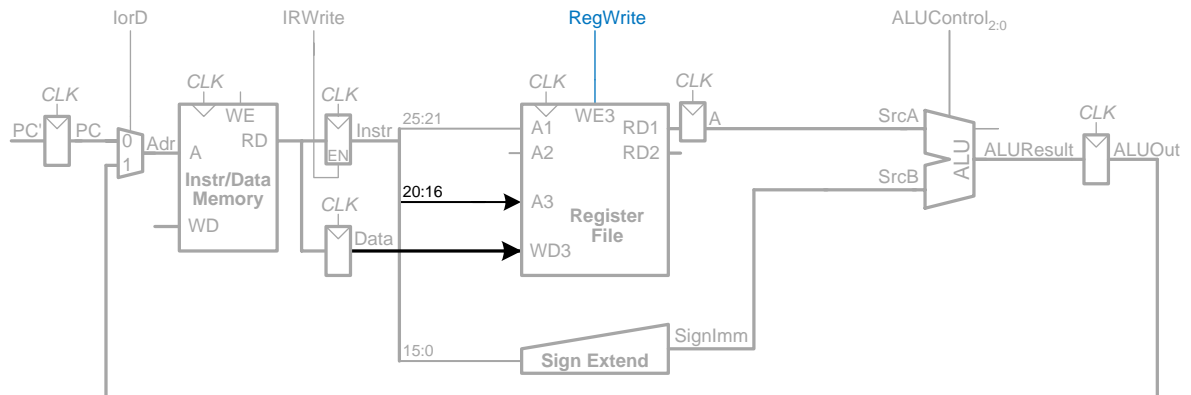 IorD IRWrite RegWrite ALUControl2:0
CLK CLK CLK CLK CLK CLK
PC' PC 0 1 Adr A WE RD Instr/Data Memory WD
EN Instr 25:21 A1 WE3 RD1 A SrcA
A2 RD2 ALU ALUResult ALUOut
20:16 A3 Register File SrcB
CLK Data WD3
15:0 Sign Extend SignImm